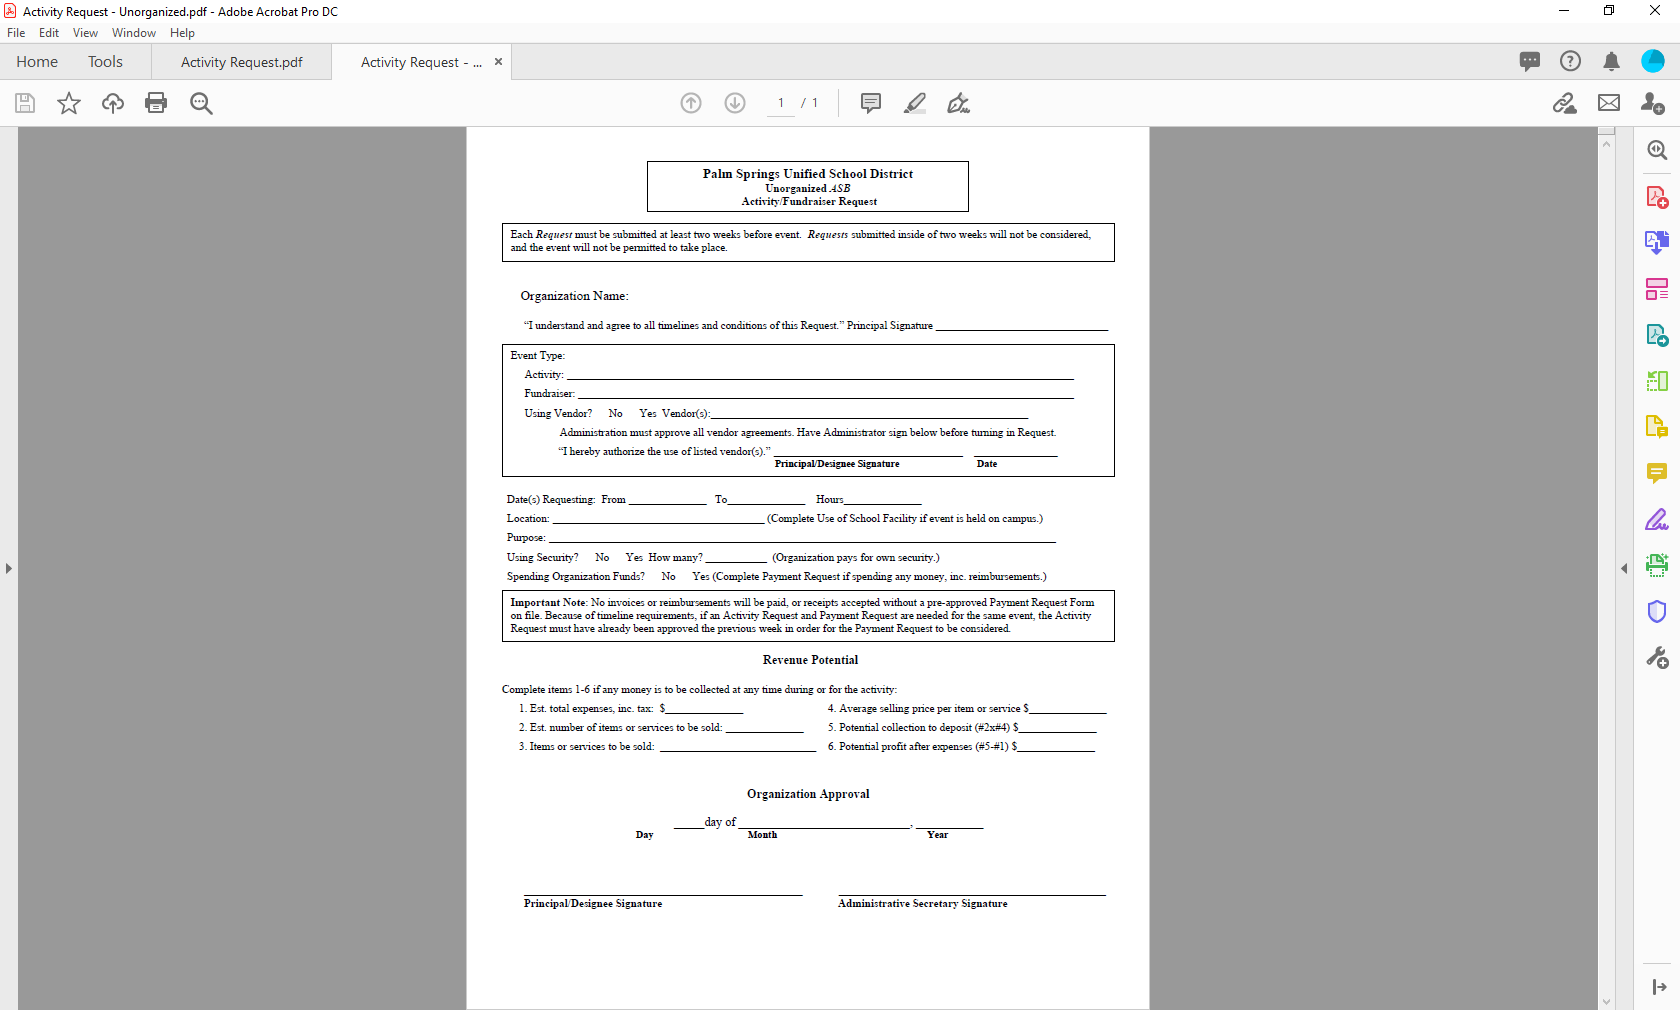 Activity Request - Unorganized.pdf - Adobe Acrobat Pro DC
File Edit View Window Help
Home Tools Activity Request.pdf Activity Request - ... ×
1 / 1
Palm Springs Unified School District
Unorganized ASB
Activity/Fundraiser Request
Each Request must be submitted at least two weeks before event. Requests submitted inside of two weeks will not be considered,
and the event will not be permitted to take place.
Organization Name:
“I understand and agree to all timelines and conditions of this Request.” Principal Signature
Event Type:
Activity:
Fundraiser:
Using Vendor? No Yes Vendor(s):
Administration must approve all vendor agreements. Have Administrator sign below before turning in Request.
“I hereby authorize the use of listed vendor(s).”
Principal/Designee Signature Date
Date(s) Requesting: From To Hours
Location: (Complete Use of School Facility if event is held on campus.)
Purpose:
Using Security? No Yes How many? (Organization pays for own security.)
Spending Organization Funds? No Yes (Complete Payment Request if spending any money, inc. reimbursements.)
Important Note: No invoices or reimbursements will be paid, or receipts accepted without a pre-approved Payment Request Form
on file. Because of timeline requirements, if an Activity Request and Payment Request are needed for the same event, the Activity
Request must have already been approved the previous week in order for the Payment Request to be considered.
Revenue Potential
Complete items 1-6 if any money is to be collected at any time during or for the activity:
1. Est. total expenses, inc. tax: $ 4. Average selling price per item or service $
2. Est. number of items or services to be sold: 5. Potential collection to deposit (#2x#4) $
3. Items or services to be sold: 6. Potential profit after expenses (#5-#1) $
Organization Approval
day of ,
Day Month Year
Principal/Designee Signature Administrative Secretary Signature